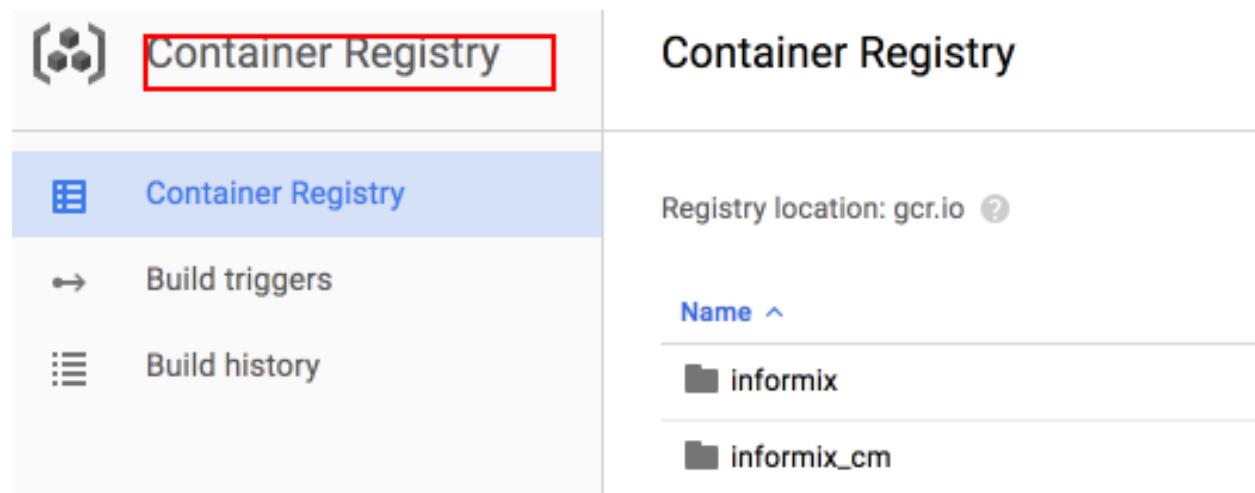 Container Registry
Container Registry
Build triggers
Build history
Container Registry
Registry location: gcr.io
Name
informix
informix_cm